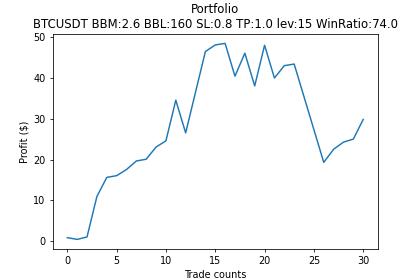 Portfolio
BTCUSDT BBM:2.6 BBL:160 SL:0.8 TP:1.0 lev:15 WinRatio:74.0
50
40
30
20
10
0
Profit ($)
0 5 10 15 20 25 30
Trade counts